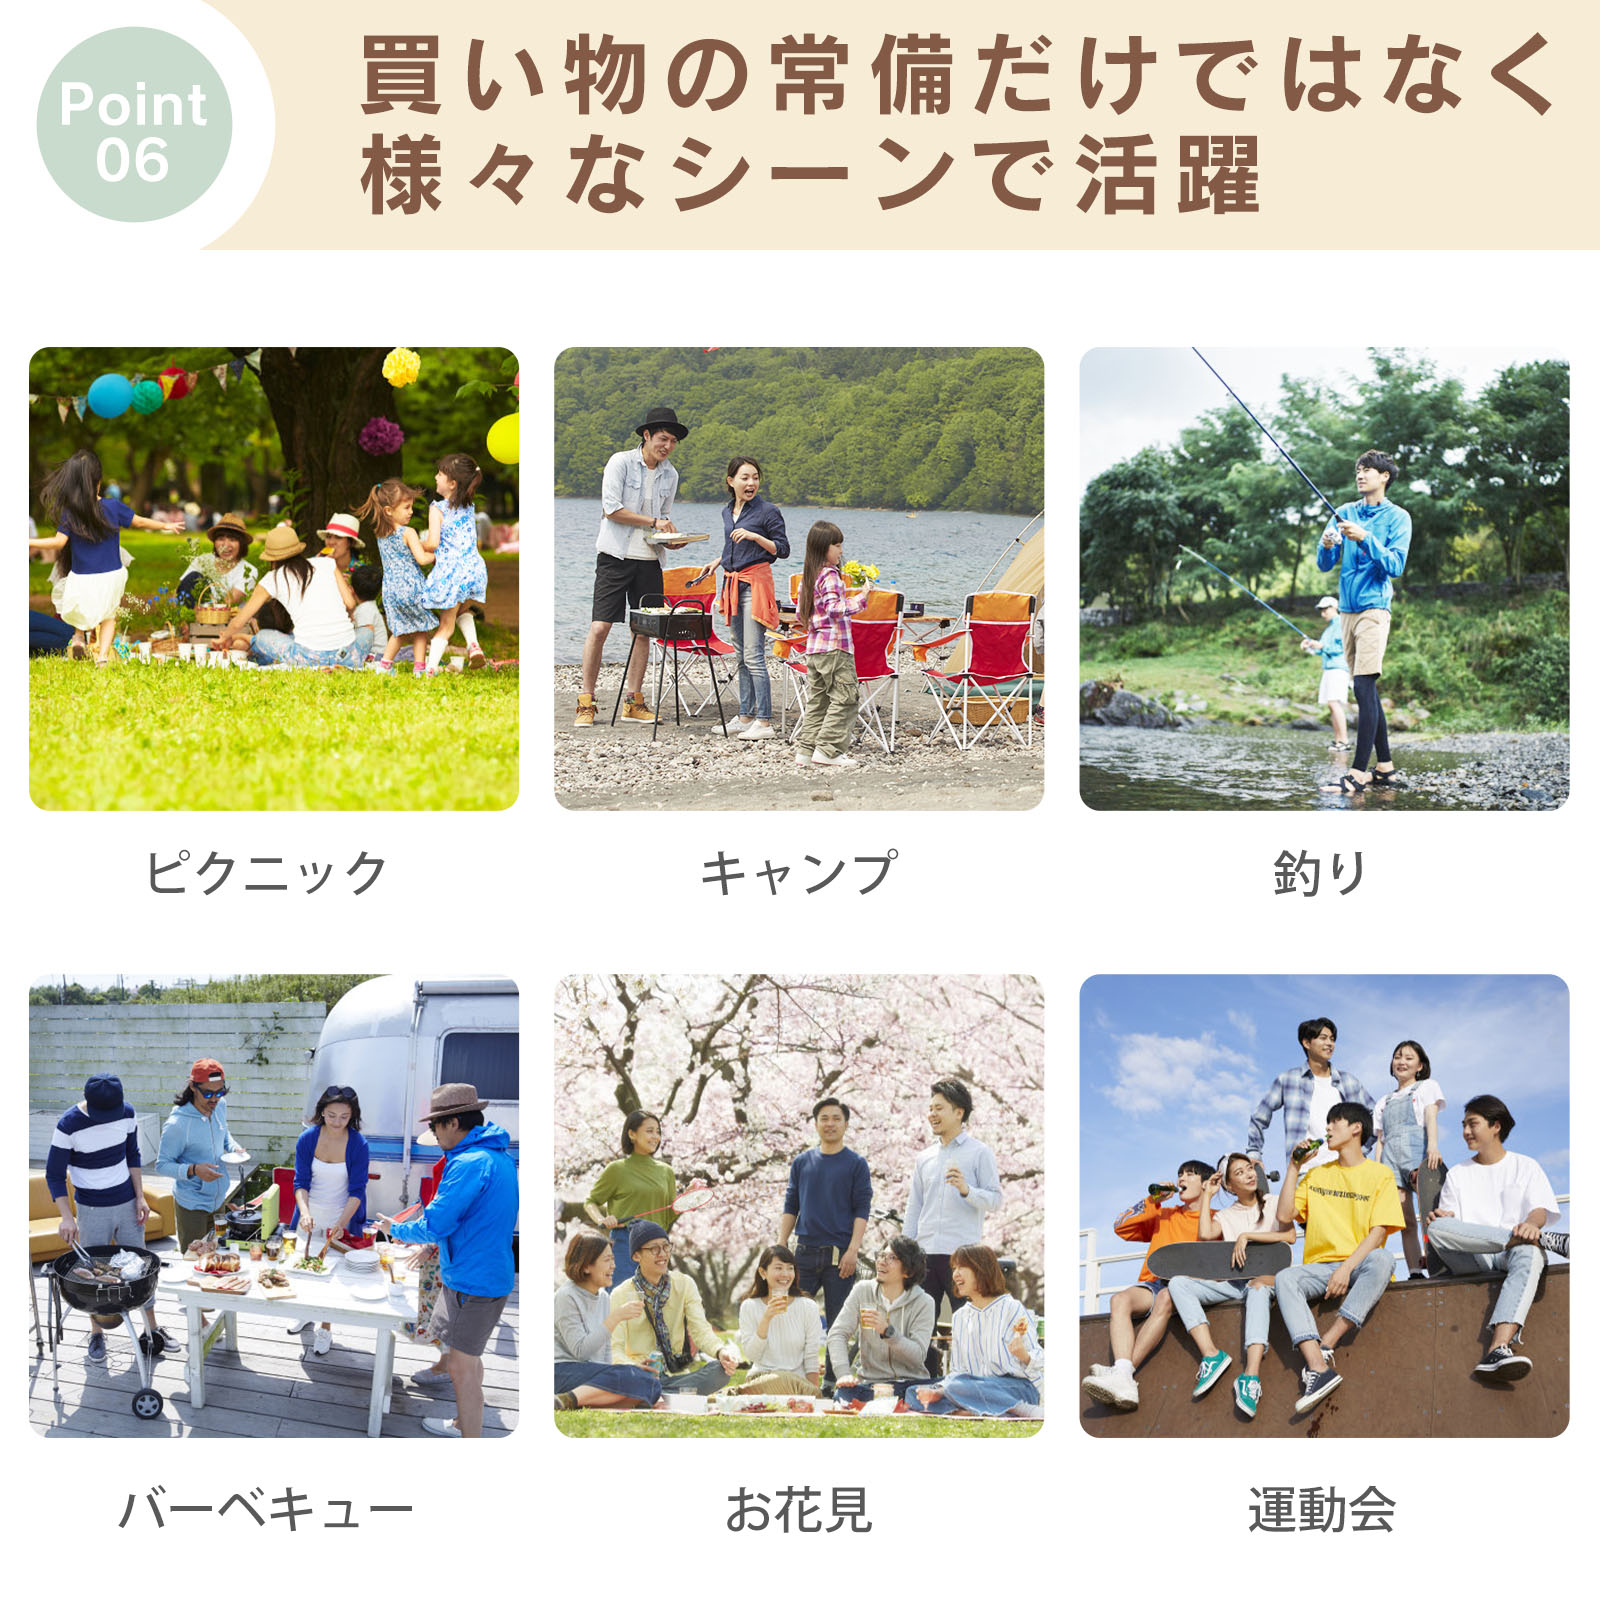 Point
06
買い物の常備だけではなく
様々なシーンで活躍
ピクニック
キャンプ
釣り
バーベキュー
お花見
運動会